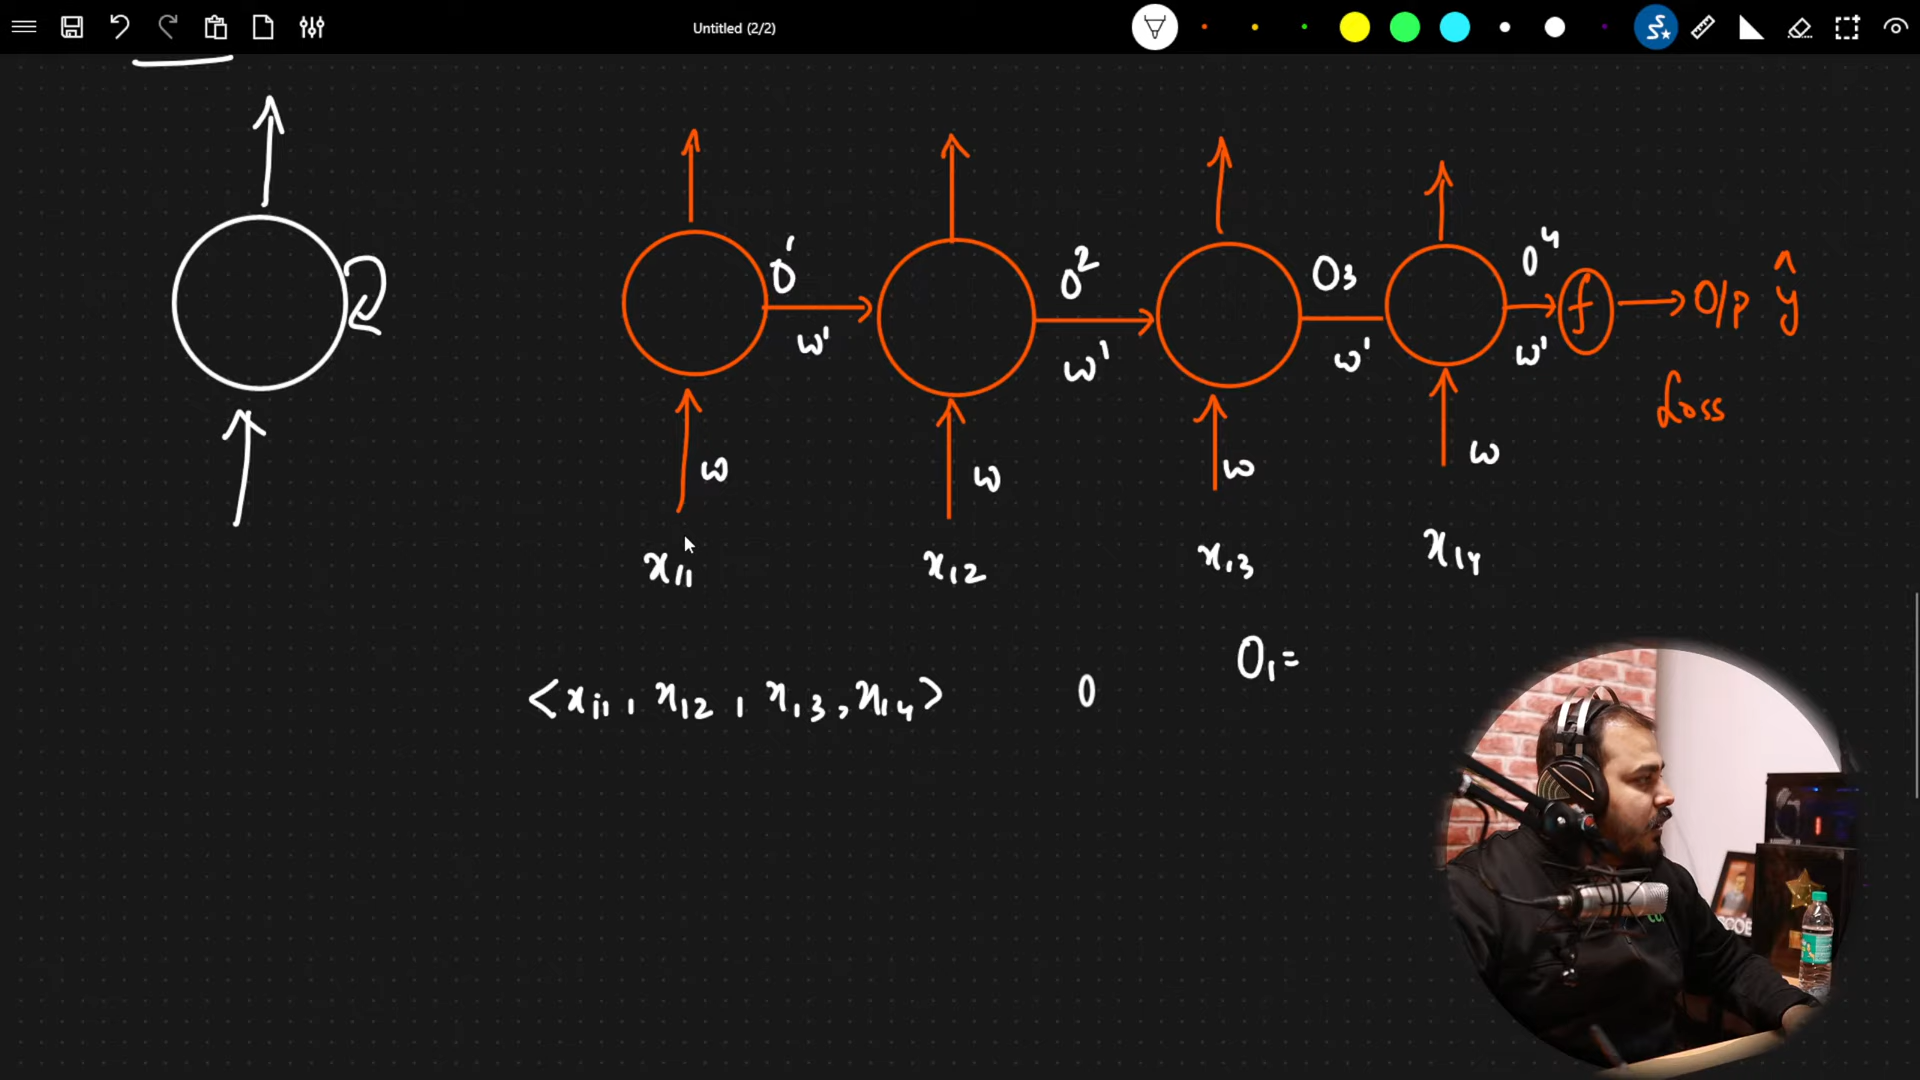 Untitled (2/2)
O' O² O3 O⁴
f → O/p ŷ
w' w' w' w'
Loss
w w w w
x₁₁ x₁₂ x₁₃ x₁₄
<x₁₁, x₁₂, x₁₃, x₁₄> 0 O₁=